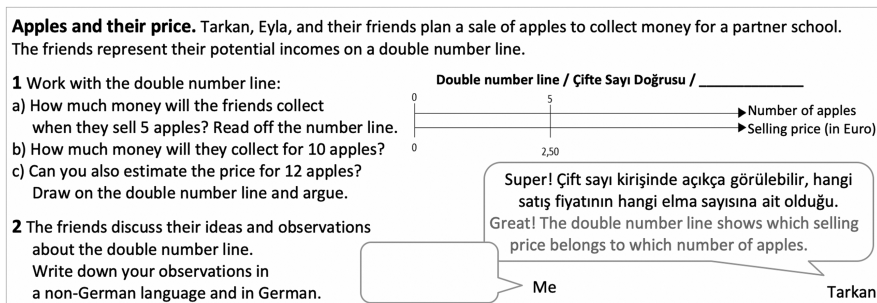 Apples and their price. Tarkan, Eyla, and their friends plan a sale of apples to collect money for a partner school.
The friends represent their potential incomes on a double number line.
1 Work with the double number line:
a) How much money will the friends collect
when they sell 5 apples? Read off the number line.
b) How much money will they collect for 10 apples?
c) Can you also estimate the price for 12 apples?
Draw on the double number line and argue.
2 The friends discuss their ideas and observations
about the double number line.
Write down your observations in
a non-German language and in German.
Double number line / Çifte Sayı Doğrusu / ______________
0 5
Number of apples
Selling price (in Euro)
0 2,50
Super! Çift sayı kirişinde açıkça görülebilir, hangi
satış fiyatının hangi elma sayısına ait olduğu.
Great! The double number line shows which selling
price belongs to which number of apples.
Me
Tarkan